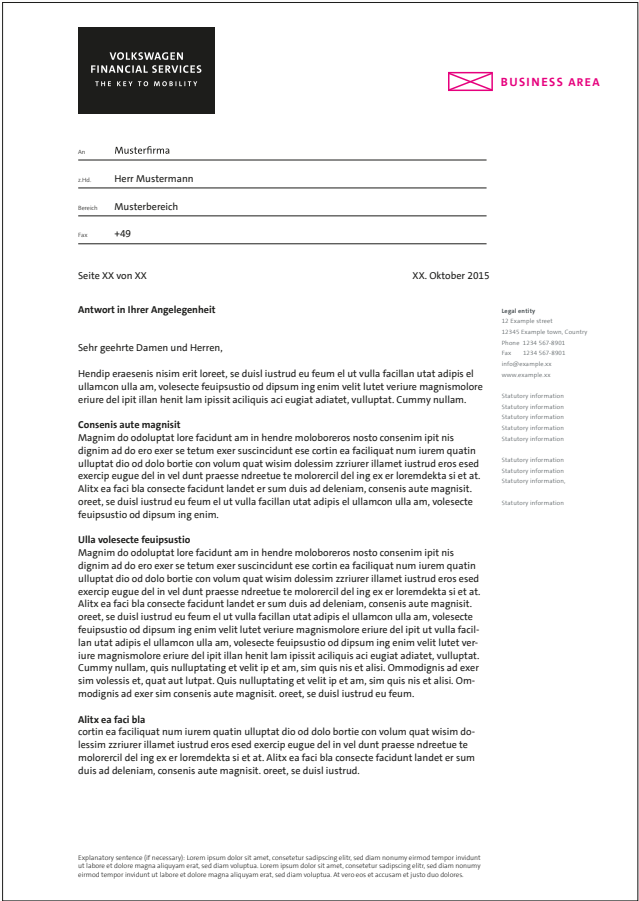 VOLKSWAGEN
FINANCIAL SERVICES
THE KEY TO MOBILITY
BUSINESS AREA
An Musterfirma
z.Hd. Herr Mustermann
Bereich Musterbereich
Fax +49
Seite XX von XX XX. Oktober 2015
Antwort in Ihrer Angelegenheit
Sehr geehrte Damen und Herren,
Hendip eraesenis nisim erit loreet, se duisl iustrud eu feum el ut vulla facillan utat adipis el
ullamcon ulla am, volesecte feuipsustio od dipsum ing enim velit lutet veriure magnismolore
eriure del ipit illan henit lam ipissit aciliquis aci eugiat adiatet, vulluptat. Cummy nullam.
Consenis aute magnisit
Magnim do odoluptat lore facidunt am in hendre moloboreros nosto consenim ipit nis
dignim ad do ero exer se tetum exer suscincidunt ese cortin ea faciliquat num iurem quatin
ulluptat dio od dolo bortie con volum quat wisim dolessim zzriurer illamet iustrud eros esed
exercip eugue del in vel dunt praesse ndreetue te molorercil del ing ex er loremdekta si et at.
Alitx ea faci bla consecte facidunt landet er sum duis ad deleniam, consenis aute magnisit.
oreet, se duisl iustrud eu feum el ut vulla facillan utat adipis el ullamcon ulla am, volesecte
feuipsustio od dipsum ing enim.
Ulla volesecte feuipsustio
Magnim do odoluptat lore facidunt am in hendre moloboreros nosto consenim ipit nis
dignim ad do ero exer se tetum exer suscincidunt ese cortin ea faciliquat num iurem quatin
ulluptat dio od dolo bortie con volum quat wisim dolessim zzriurer illamet iustrud eros esed
exercip eugue del in vel dunt praesse ndreetue te molorercil del ing ex er loremdekta si et at.
Alitx ea faci bla consecte facidunt landet er sum duis ad deleniam, consenis aute magnisit.
oreet, se duisl iustrud eu feum el ut vulla facillan utat adipis el ullamcon ulla am, volesecte
feuipsustio od dipsum ing enim velit lutet veriure magnismolore eriure del ipit ut vulla facil-
lan utat adipis el ullamcon ulla am, volesecte feuipsustio od dipsum ing enim velit lutet ver-
iure magnismolore eriure del ipit illan henit lam ipissit aciliquis aci eugiat adiatet, vulluptat.
Cummy nullam, quis nulluptating et velit ip et am, sim quis nis et alisi. Ommodignis ad exer
sim volessis et, quat aut lutpat. Quis nulluptating et velit ip et am, sim quis nis et alisi. Om-
modignis ad exer sim consenis aute magnisit. oreet, se duisl iustrud eu feum.
Alitx ea faci bla
cortin ea faciliquat num iurem quatin ulluptat dio od dolo bortie con volum quat wisim do-
lessim zzriurer illamet iustrud eros esed exercip eugue del in vel dunt praesse ndreetue te
molorercil del ing ex er loremdekta si et at. Alitx ea faci bla consecte facidunt landet er sum
duis ad deleniam, consenis aute magnisit. oreet, se duisl iustrud.
Legal entity
12 Example street
12345 Example town, Country
Phone 1234 567-8901
Fax 1234 567-8901
info@example.xx
www.example.xx
Statutory information
Statutory information
Statutory information
Statutory information
Statutory information
Statutory information
Statutory information
Statutory information,
Statutory information
Explanatory sentence (if necessary): Lorem ipsum dolor sit amet, consetetur sadipscing elitr, sed diam nonumy eirmod tempor invidunt
ut labore et dolore magna aliquyam erat, sed diam voluptua. Lorem ipsum dolor sit amet, consetetur sadipscing elitr, sed diam nonumy
eirmod tempor invidunt ut labore et dolore magna aliquyam erat, sed diam voluptua. At vero eos et accusam et justo duo dolores.